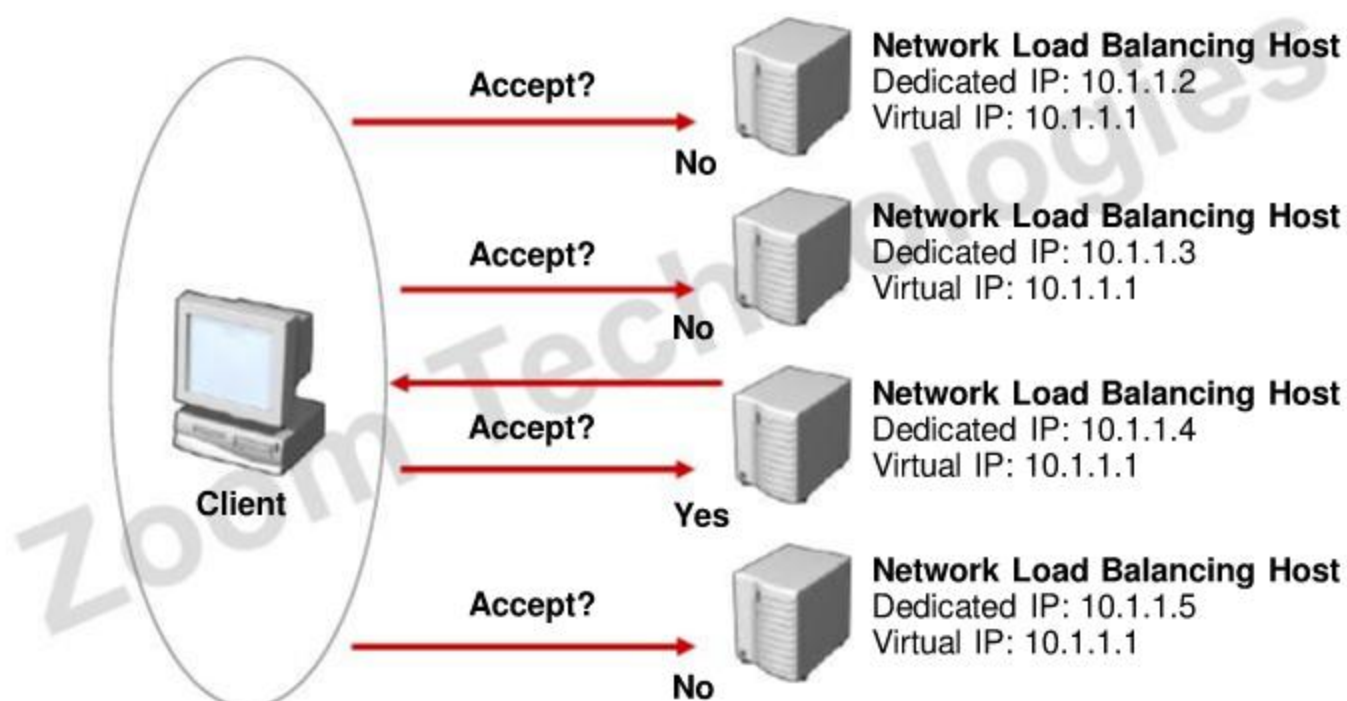 Accept?
No
Network Load Balancing Host
Dedicated IP: 10.1.1.2
Virtual IP: 10.1.1.1
Accept?
No
Network Load Balancing Host
Dedicated IP: 10.1.1.3
Virtual IP: 10.1.1.1
Client
Accept?
Yes
Network Load Balancing Host
Dedicated IP: 10.1.1.4
Virtual IP: 10.1.1.1
Accept?
No
Network Load Balancing Host
Dedicated IP: 10.1.1.5
Virtual IP: 10.1.1.1
Zoom Technologies